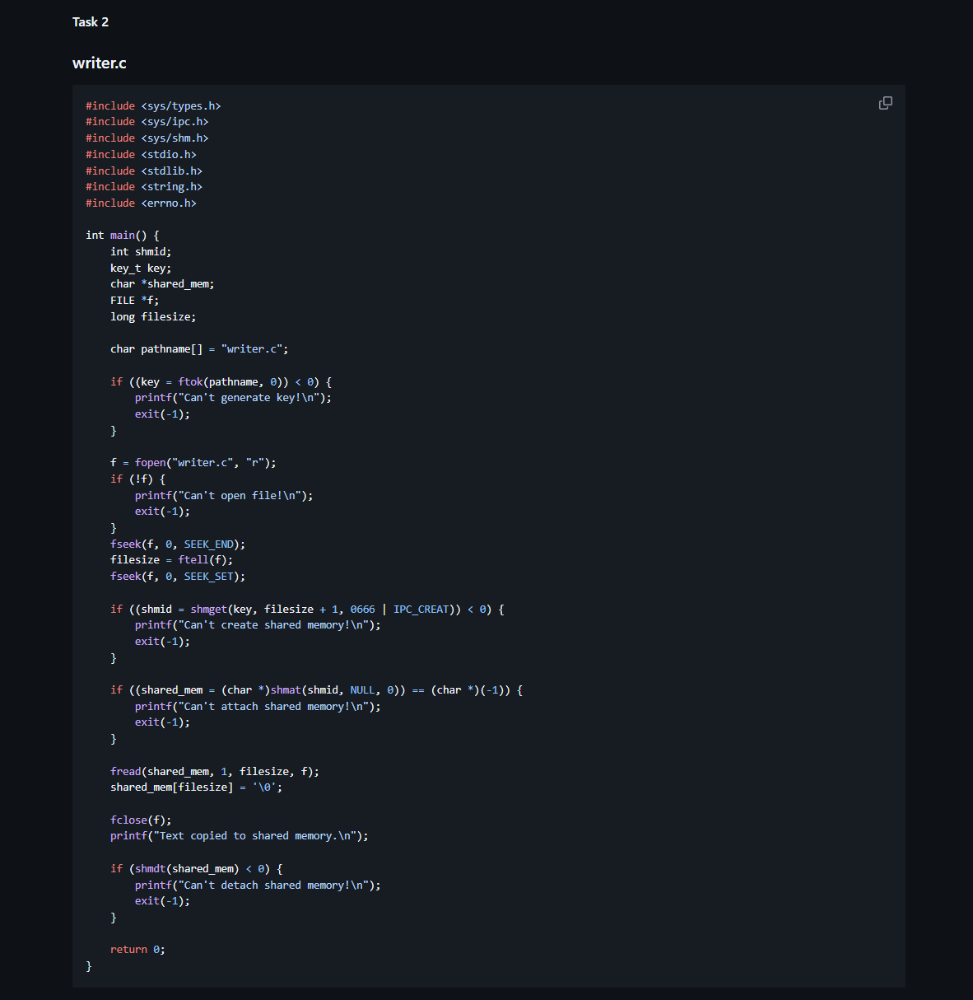 Task 2
writer.c
#include <sys/types.h>
#include <sys/ipc.h>
#include <sys/shm.h>
#include <stdio.h>
#include <stdlib.h>
#include <string.h>
#include <errno.h>

int main() {
    int shmid;
    key_t key;
    char *shared_mem;
    FILE *f;
    long filesize;

    char pathname[] = "writer.c";

    if ((key = ftok(pathname, 0)) < 0) {
        printf("Can't generate key!\n");
        exit(-1);
    }

    f = fopen("writer.c", "r");
    if (!f) {
        printf("Can't open file!\n");
        exit(-1);
    }
    fseek(f, 0, SEEK_END);
    filesize = ftell(f);
    fseek(f, 0, SEEK_SET);

    if ((shmid = shmget(key, filesize + 1, 0666 | IPC_CREAT)) < 0) {
        printf("Can't create shared memory!\n");
        exit(-1);
    }

    if ((shared_mem = (char *)shmat(shmid, NULL, 0)) == (char *)(-1)) {
        printf("Can't attach shared memory!\n");
        exit(-1);
    }

    fread(shared_mem, 1, filesize, f);
    shared_mem[filesize] = '\0';

    fclose(f);
    printf("Text copied to shared memory.\n");

    if (shmdt(shared_mem) < 0) {
        printf("Can't detach shared memory!\n");
        exit(-1);
    }

    return 0;
}